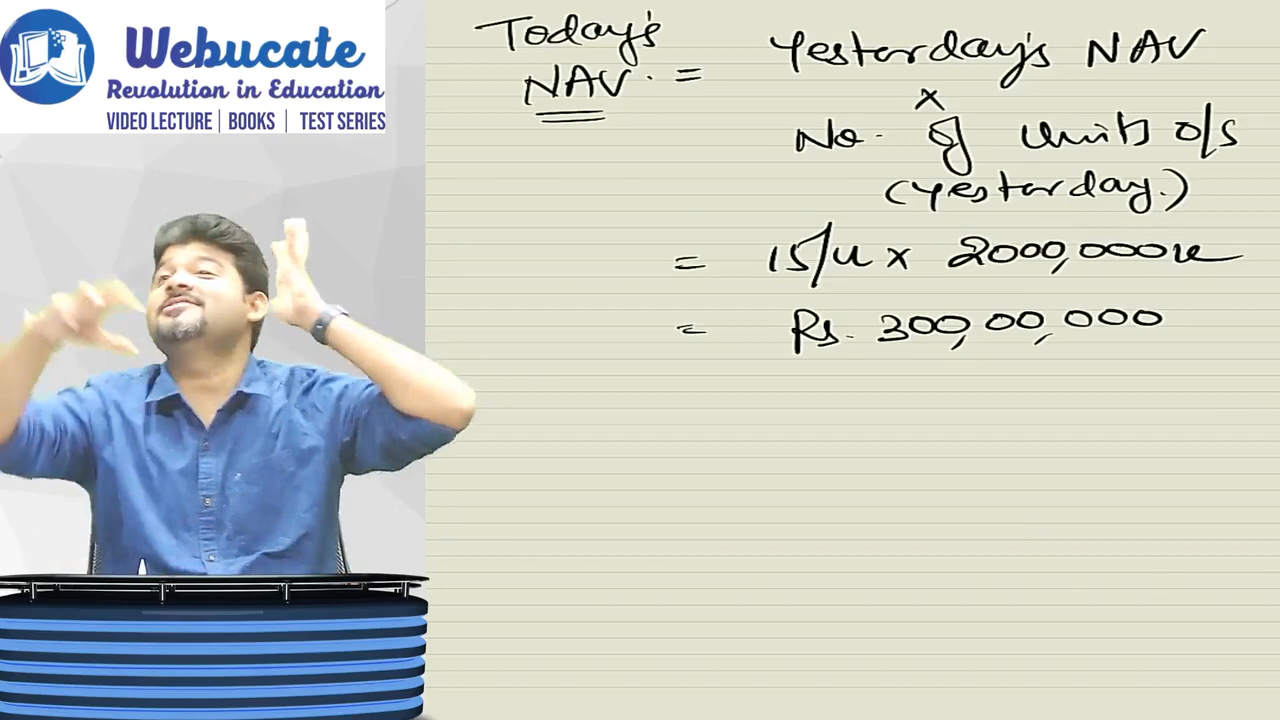 Webucate
Revolution in Education
VIDEO LECTURE | BOOKS | TEST SERIES
Today's
NAV. =
Yesterday's NAV
x
No. of units o/s
(yesterday.)
= 15/u x 2000,000u
= Rs. 300,00,000